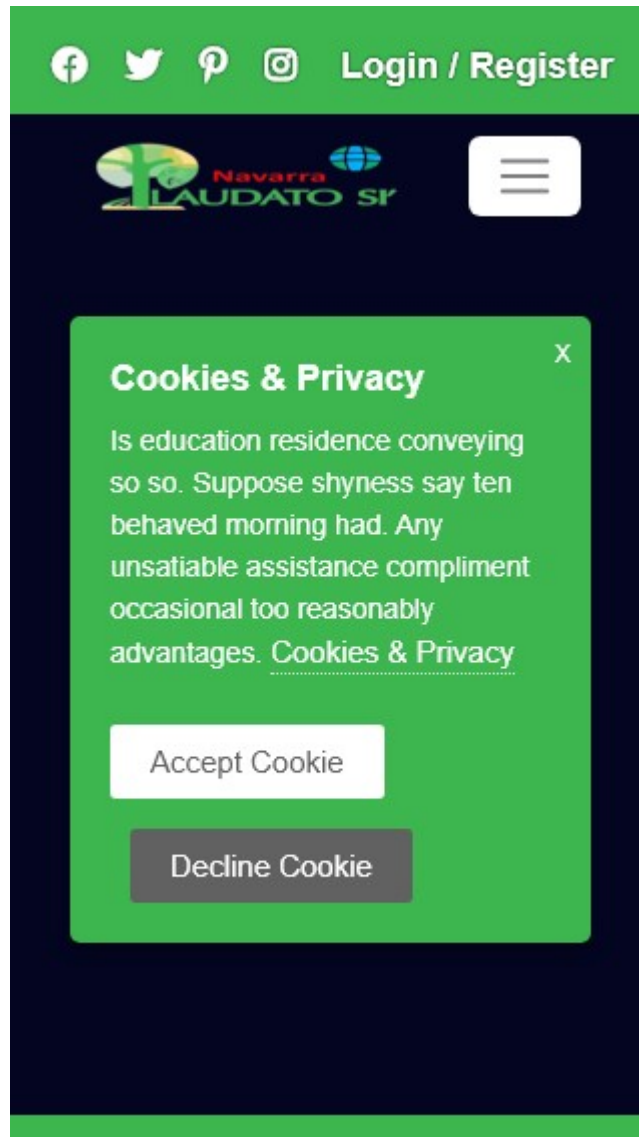 Login / Register
Navarra
LAUDATO SI'
Cookies & Privacy
x
Is education residence conveying
so so. Suppose shyness say ten
behaved morning had. Any
unsatiable assistance compliment
occasional too reasonably
advantages. Cookies & Privacy
Accept Cookie
Decline Cookie